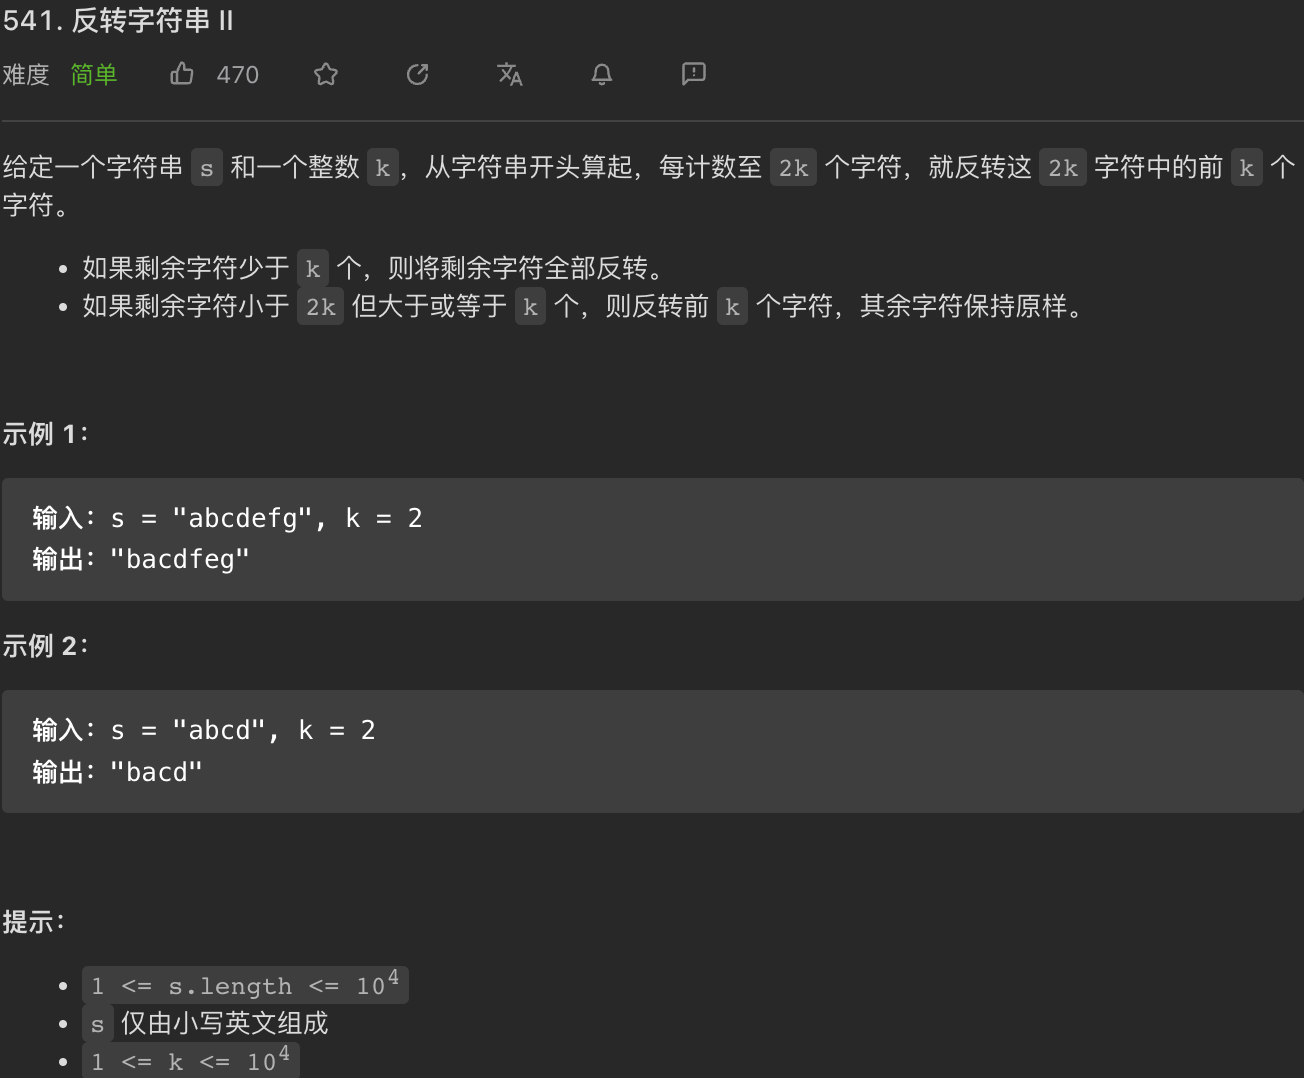 541. 反转字符串 II
难度 简单 470
给定一个字符串 s 和一个整数 k，从字符串开头算起，每计数至 2k 个字符，就反转这 2k 字符中的前 k 个
字符。
• 如果剩余字符少于 k 个，则将剩余字符全部反转。
• 如果剩余字符小于 2k 但大于或等于 k 个，则反转前 k 个字符，其余字符保持原样。
示例 1：
输入：s = "abcdefg", k = 2
输出："bacdfeg"
示例 2：
输入：s = "abcd", k = 2
输出："bacd"
提示：
• 1 <= s.length <= 10⁴
• s 仅由小写英文组成
• 1 <= k <= 10⁴